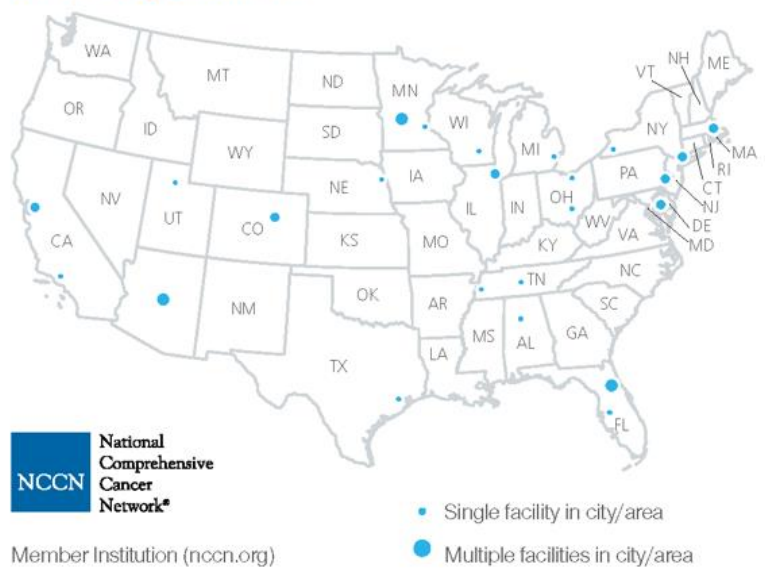 WA
MT
ND
MN
VT
NH
ME
OR
ID
SD
WI
MI
NY
WY
MA
RI
NV
NE
IA
PA
CT
UT
IL
IN
OH
NJ
CA
CO
WV
DE
KS
MO
KY
VA
MD
OK
TN
NC
NM
AR
SC
MS
AL
GA
TX
LA
FL
NCCN
National
Comprehensive
Cancer
Network®
Single facility in city/area
Member Institution (nccn.org)
Multiple facilities in city/area